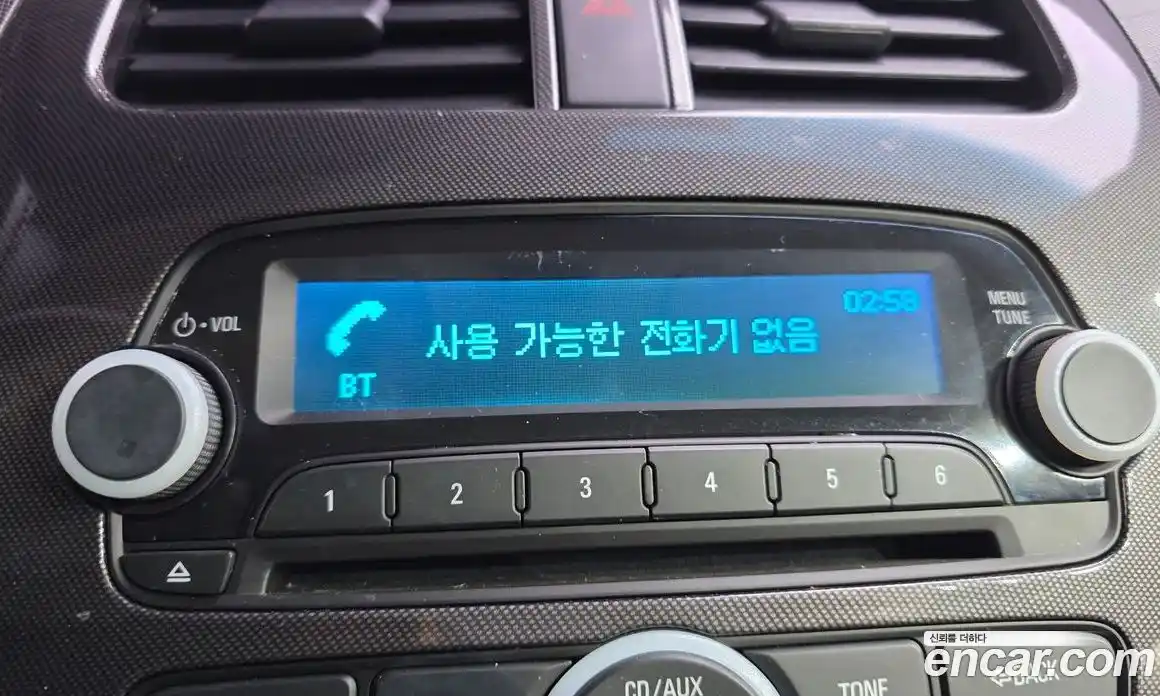 VOL
MENU
TUNE
02:58
사용 가능한 전화기 없음
BT
1 2 3 4 5 6
신뢰를 더하다
encar.com
BACK
CD/AUX
TONE